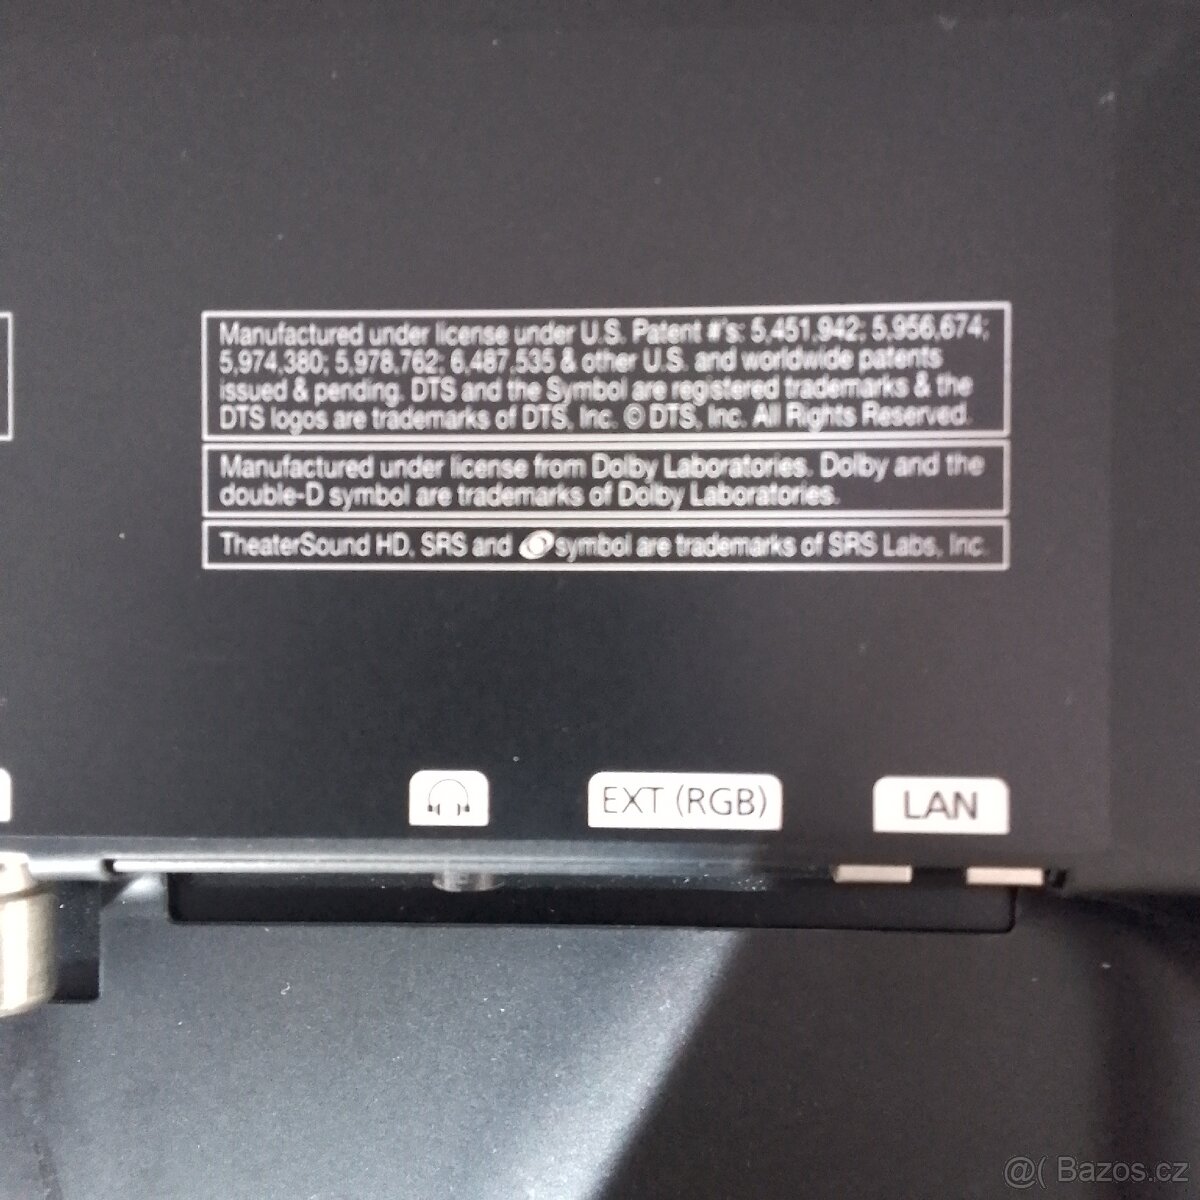 Manufactured under license under U.S. Patent #'s: 5,451,942; 5,956,674;
5,974,380; 5,978,762; 6,487,535 & other U.S. and worldwide patents
issued & pending. DTS and the Symbol are registered trademarks & the
DTS logos are trademarks of DTS, Inc. © DTS, Inc. All Rights Reserved.
Manufactured under license from Dolby Laboratories. Dolby and the
double-D symbol are trademarks of Dolby Laboratories.
TheaterSound HD, SRS and symbol are trademarks of SRS Labs, Inc.
EXT (RGB)
LAN
@( Bazos.cz